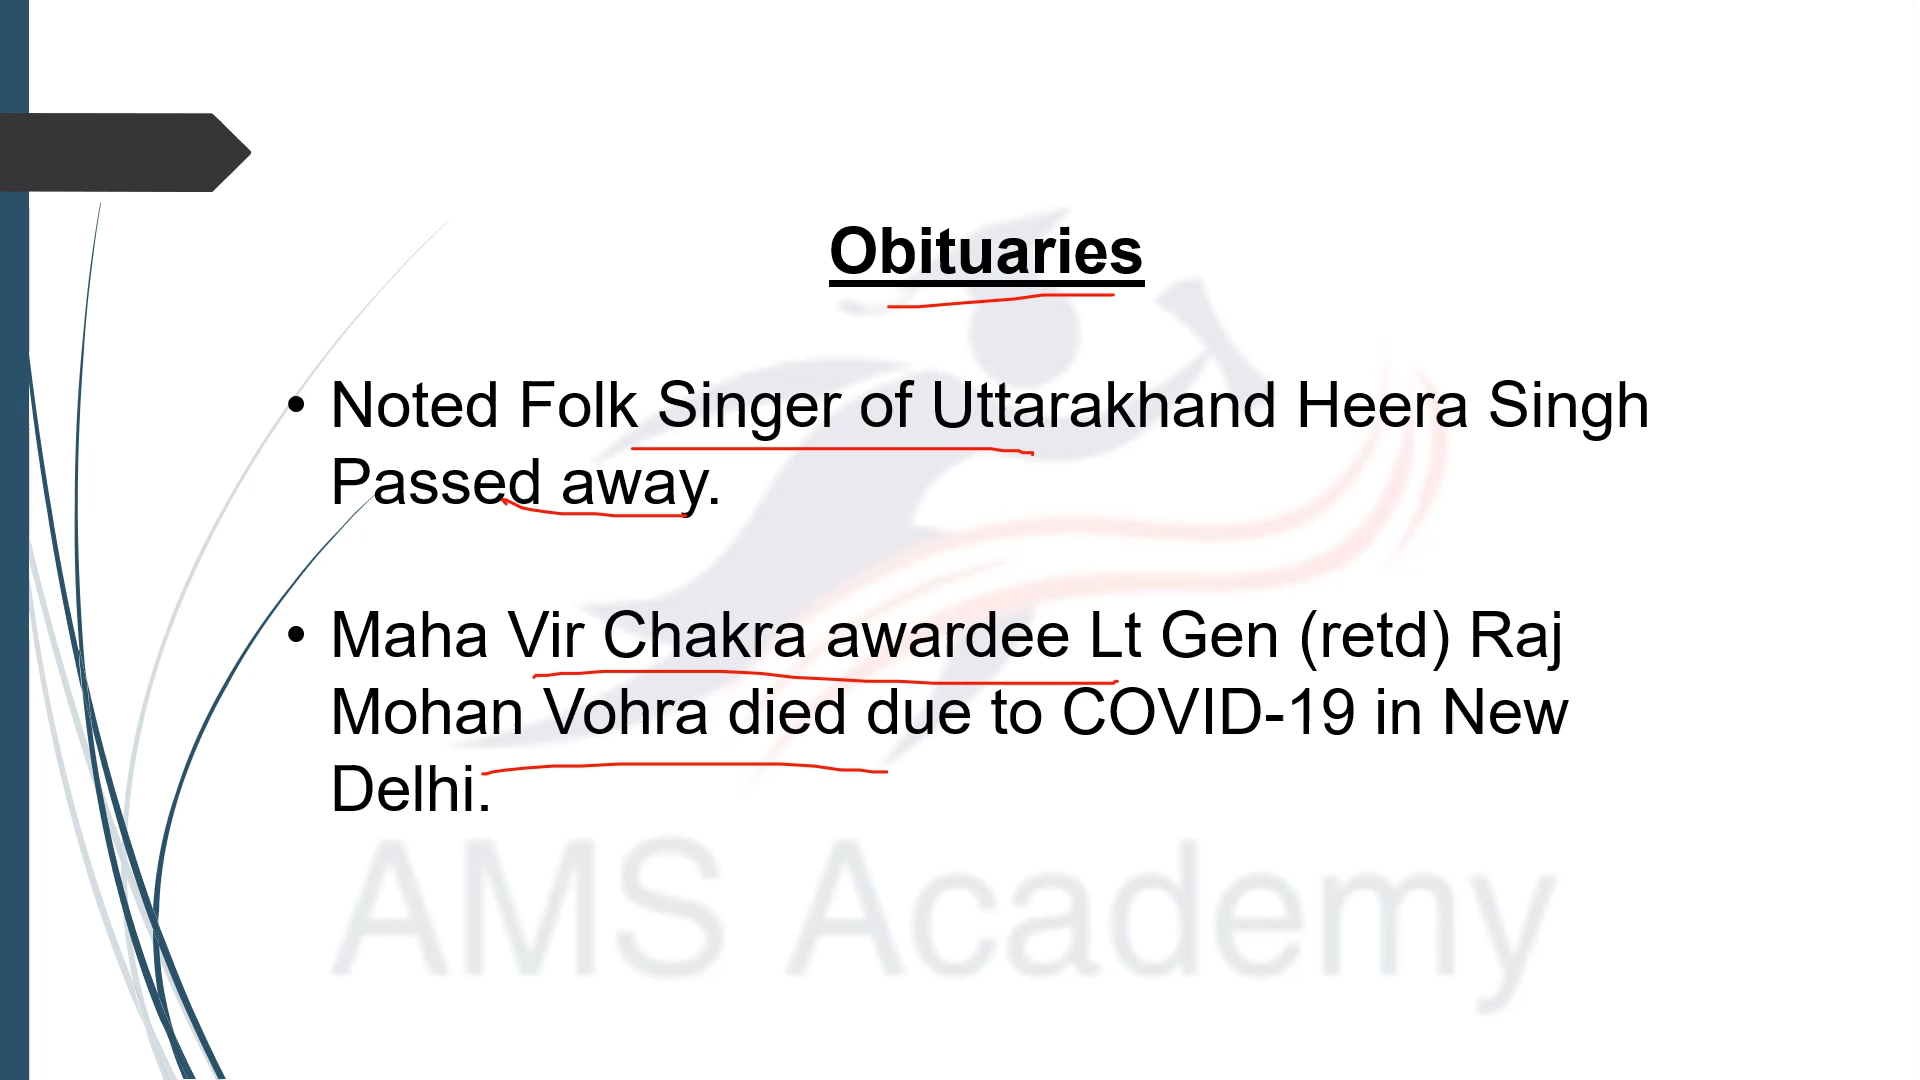 Obituaries
• Noted Folk Singer of Uttarakhand Heera Singh
Passed away.
• Maha Vir Chakra awardee Lt Gen (retd) Raj
Mohan Vohra died due to COVID-19 in New
Delhi.
AMS Academy